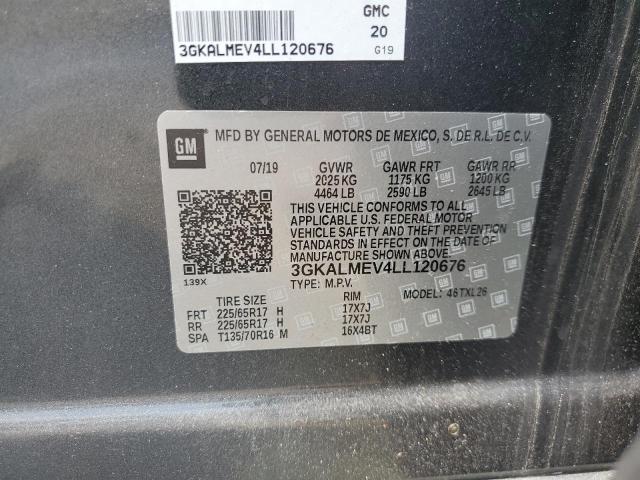 GMC
20
3GKALMEV4LL120676
G19
GM
MFD BY GENERAL MOTORS DE MEXICO, S. DE R.L. DE C.V.
07/19 GVWR GAWR FRT GAWR RR
2025 KG 1175 KG 1200 KG
4464 LB 2590 LB 2645 LB
THIS VEHICLE CONFORMS TO ALL
APPLICABLE U.S. FEDERAL MOTOR
VEHICLE SAFETY AND THEFT PREVENTION
STANDARDS IN EFFECT ON THE DATE OF
MANUFACTURE SHOWN ABOVE.
3GKALMEV4LL120676
139X
TYPE: M.P.V. MODEL: 46TXL26
TIRE SIZE RIM
FRT 225/65R17 H 17X7J
RR 225/65R17 H 17X7J
SPA T135/70R16 M 16X4BT